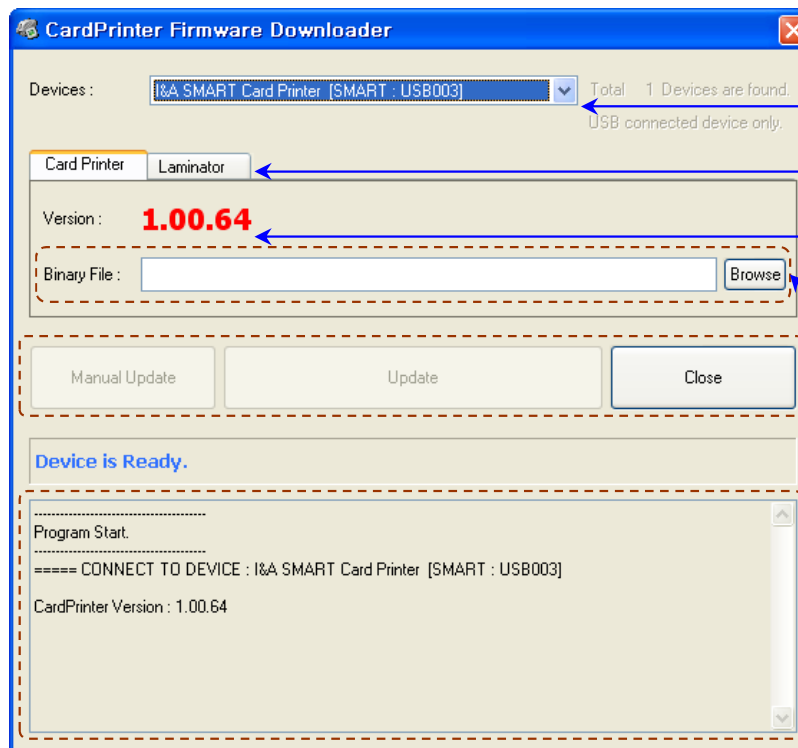 CardPrinter Firmware Downloader
Devices : I&A SMART Card Printer [SMART : USB003] Total 1 Devices are found.
USB connected device only.
Card Printer Laminator
Version : 1.00.64
Binary File : Browse
Manual Update Update Close
Device is Ready.
----------------------------------------
Program Start.
----------------------------------------
===== CONNECT TO DEVICE : I&A SMART Card Printer [SMART : USB003]
CardPrinter Version : 1.00.64